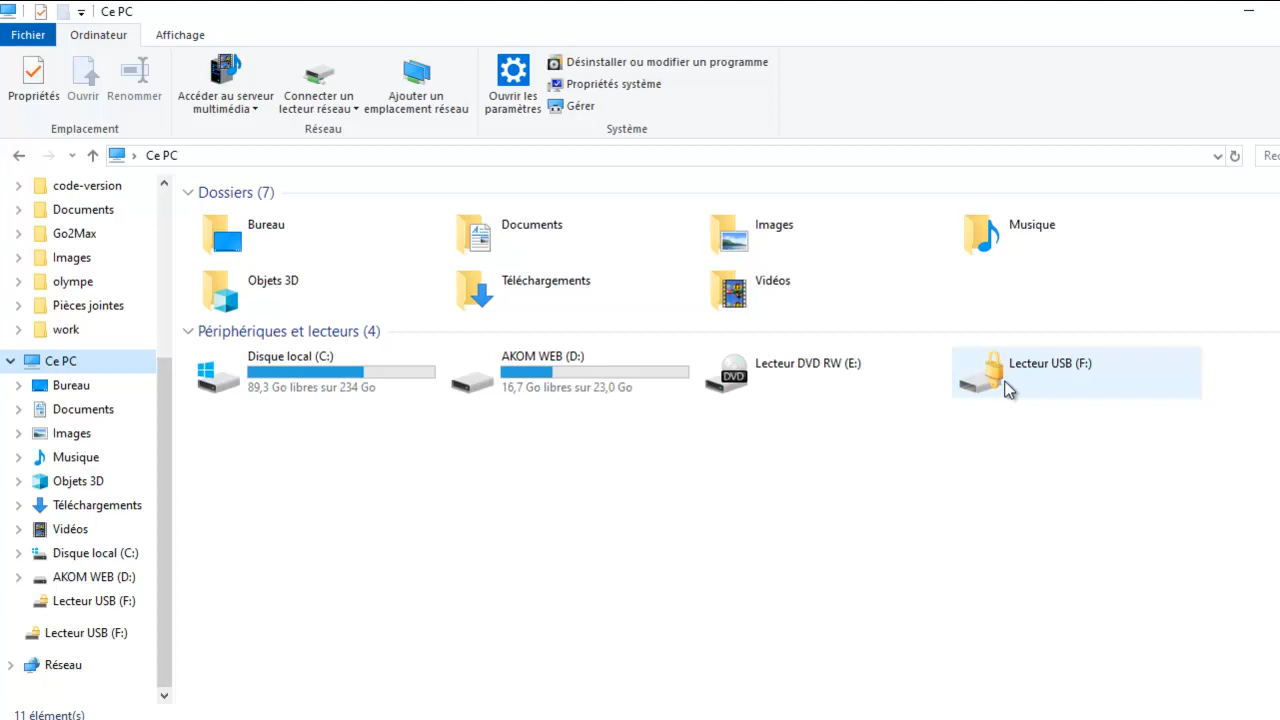 Ce PC
Fichier
Ordinateur
Affichage
Propriétés
Ouvrir
Renommer
Accéder au serveur
multimédia
Connecter un
lecteur réseau
Ajouter un
emplacement réseau
Ouvrir les
paramètres
Désinstaller ou modifier un programme
Propriétés système
Gérer
Emplacement
Réseau
Système
Ce PC
Rec
code-version
Documents
Go2Max
Images
olympe
Pièces jointes
work
Ce PC
Bureau
Documents
Images
Musique
Objets 3D
Téléchargements
Vidéos
Disque local (C:)
AKOM WEB (D:)
Lecteur USB (F:)
Lecteur USB (F:)
Réseau
Dossiers (7)
Bureau
Documents
Images
Musique
Objets 3D
Téléchargements
Vidéos
Périphériques et lecteurs (4)
Disque local (C:)
89,3 Go libres sur 234 Go
AKOM WEB (D:)
16,7 Go libres sur 23,0 Go
DVD
Lecteur DVD RW (E:)
Lecteur USB (F:)
11 élément(s)